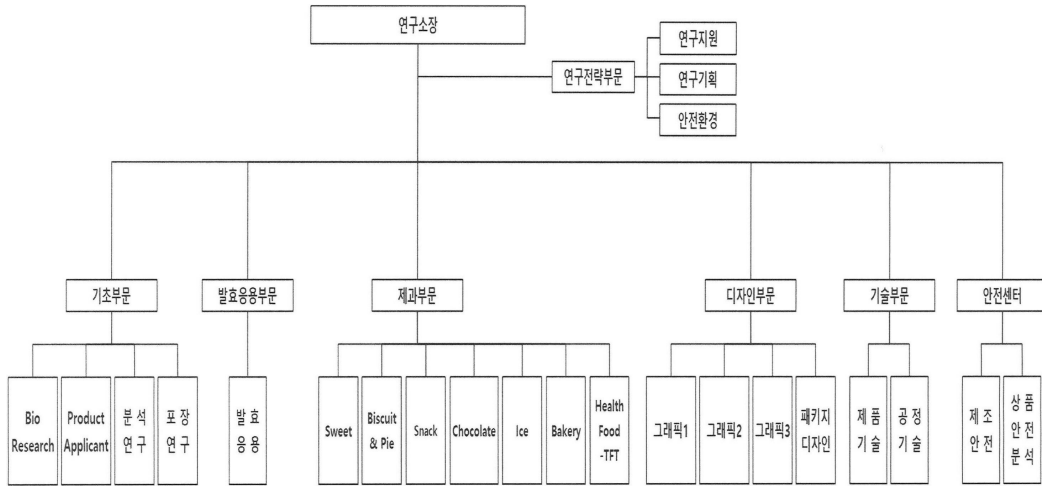 연구소장
연구지원
연구전략부문
연구기획
안전환경
기초부문
발효응용부문
제과부문
디자인부문
기술부문
안전센터
Bio
Research
Product
Applicant
분 석
연 구
포 장
연 구
발 효
응 용
Sweet
Biscuit
& Pie
Snack
Chocolate
Ice
Bakery
Health
Food
-TFT
그래픽1
그래픽2
그래픽3
패키지
디자인
제 품
기 술
공 정
기 술
제 조
안 전
상 품
안 전
분 석